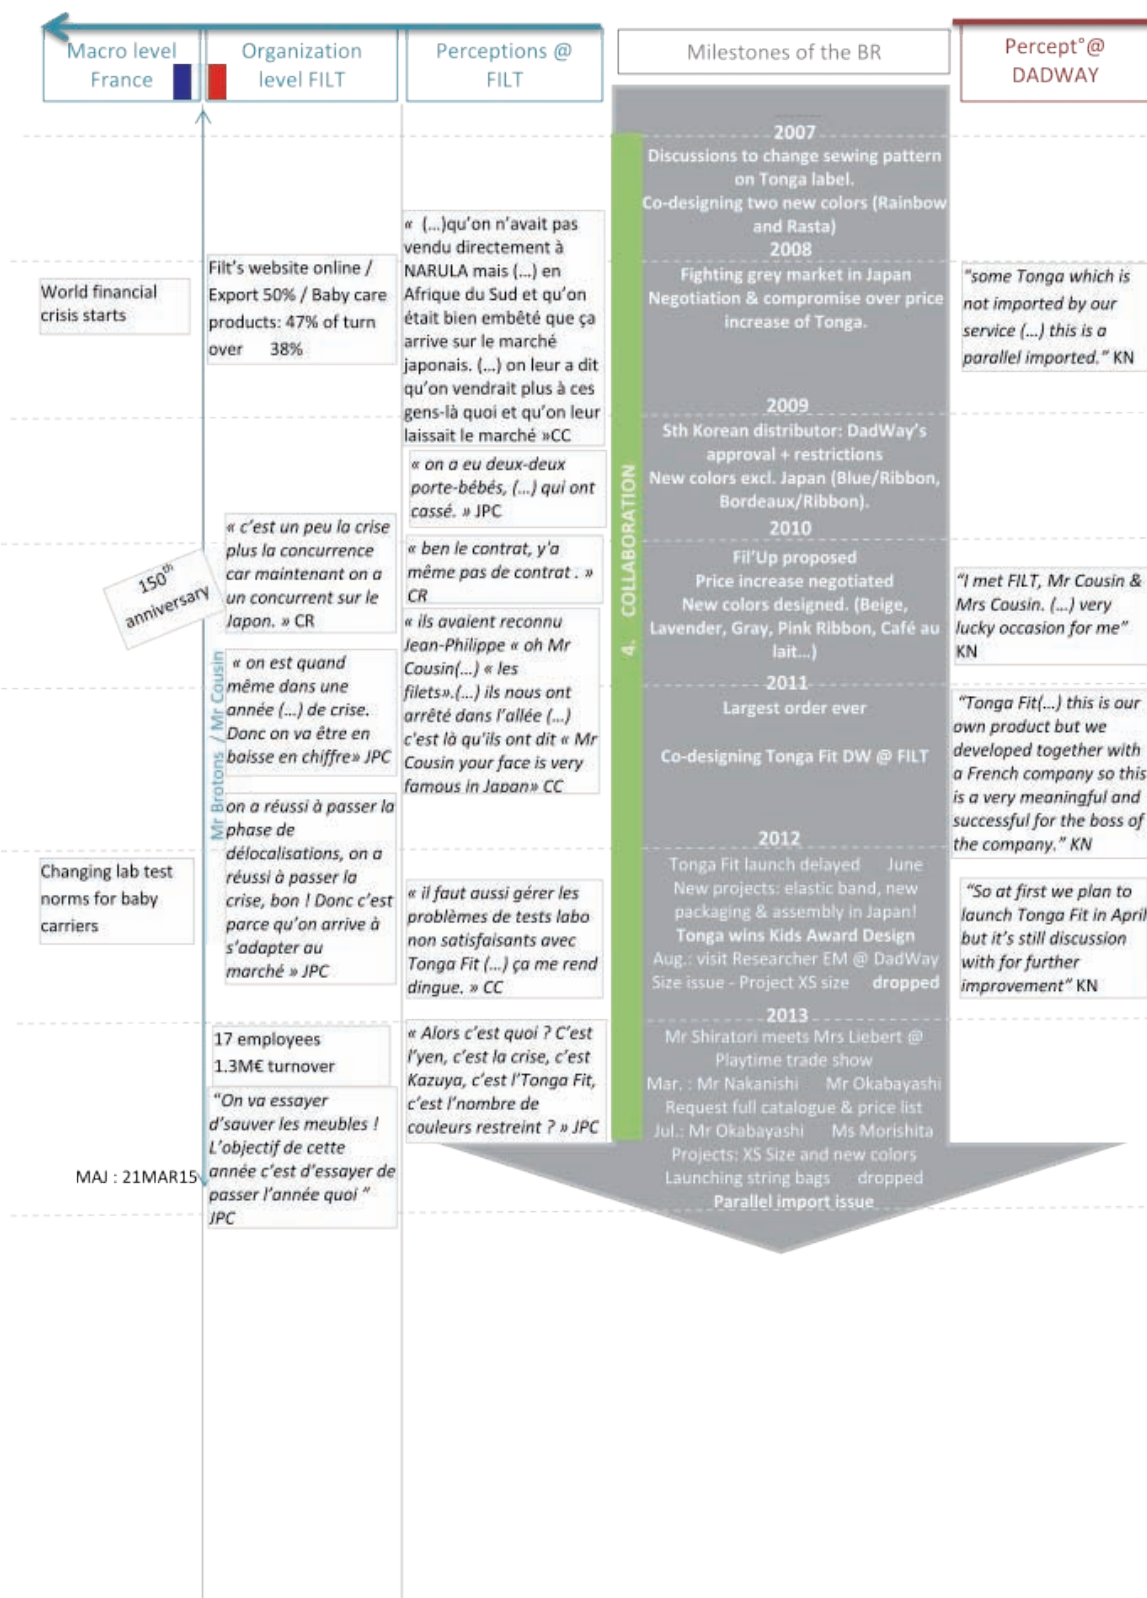 Macro level
France
Organization
level FILT
Perceptions @
FILT
Milestones of the BR
Percept°@
DADWAY
World financial
crisis starts
150th
anniversary
Changing lab test
norms for baby
carriers
MAJ : 21MAR15
Mr Brotons / Mr Cousin
Filt's website online /
Export 50% / Baby care
products: 47% of turn
over 38%
« c'est un peu la crise
plus la concurrence
car maintenant on a
un concurrent sur le
Japon. » CR
« on est quand
même dans une
année (...) de crise.
Donc on va être en
baisse en chiffre» JPC
on a réussi à passer la
phase de
délocalisations, on a
réussi à passer la
crise, bon ! Donc c'est
parce qu'on arrive à
s'adapter au
marché » JPC
17 employees
1.3M€ turnover
"On va essayer
d'sauver les meubles !
L'objectif de cette
année c'est d'essayer de
passer l'année quoi "
JPC
« (...)qu'on n'avait pas
vendu directement à
NARULA mais (...) en
Afrique du Sud et qu'on
était bien embêté que ça
arrive sur le marché
japonais. (...) on leur a dit
qu'on vendrait plus à ces
gens-là quoi et qu'on leur
laissait le marché »CC
« on a eu deux-deux
porte-bébés, (...) qui ont
cassé. » JPC
« ben le contrat, y'a
même pas de contrat . »
CR
« ils avaient reconnu
Jean-Philippe « oh Mr
Cousin(...) « les
filets».(...) ils nous ont
arrêté dans l'allée (...)
c'est là qu'ils ont dit « Mr
Cousin your face is very
famous in Japan» CC
« il faut aussi gérer les
problèmes de tests labo
non satisfaisants avec
Tonga Fit (...) ça me rend
dingue. » CC
« Alors c'est quoi ? C'est
l'yen, c'est la crise, c'est
Kazuya, c'est l'Tonga Fit,
c'est l'nombre de
couleurs restreint ? » JPC
4. COLLABORATION
2007
Discussions to change sewing pattern
on Tonga label.
Co-designing two new colors (Rainbow
and Rasta)
2008
Fighting grey market in Japan
Negotiation & compromise over price
increase of Tonga.
2009
Sth Korean distributor: DadWay's
approval + restrictions
New colors excl. Japan (Blue/Ribbon,
Bordeaux/Ribbon).
2010
Fil'Up proposed
Price increase negotiated
New colors designed. (Beige,
Lavender, Gray, Pink Ribbon, Café au
lait...)
2011
Largest order ever
Co-designing Tonga Fit DW @ FILT
2012
Tonga Fit launch delayed June
New projects: elastic band, new
packaging & assembly in Japan!
Tonga wins Kids Award Design
Aug.: visit Researcher EM @ DadWay
Size issue - Project XS size dropped
2013
Mr Shiratori meets Mrs Liebert @
Playtime trade show
Mar. : Mr Nakanishi Mr Okabayashi
Request full catalogue & price list
Jul.: Mr Okabayashi Ms Morishita
Projects: XS Size and new colors
Launching string bags dropped
Parallel import issue
"some Tonga which is
not imported by our
service (...) this is a
parallel imported." KN
"I met FILT, Mr Cousin &
Mrs Cousin. (...) very
lucky occasion for me"
KN
"Tonga Fit(...) this is our
own product but we
developed together with
a French company so this
is a very meaningful and
successful for the boss of
the company." KN
"So at first we plan to
launch Tonga Fit in April
but it's still discussion
with for further
improvement" KN